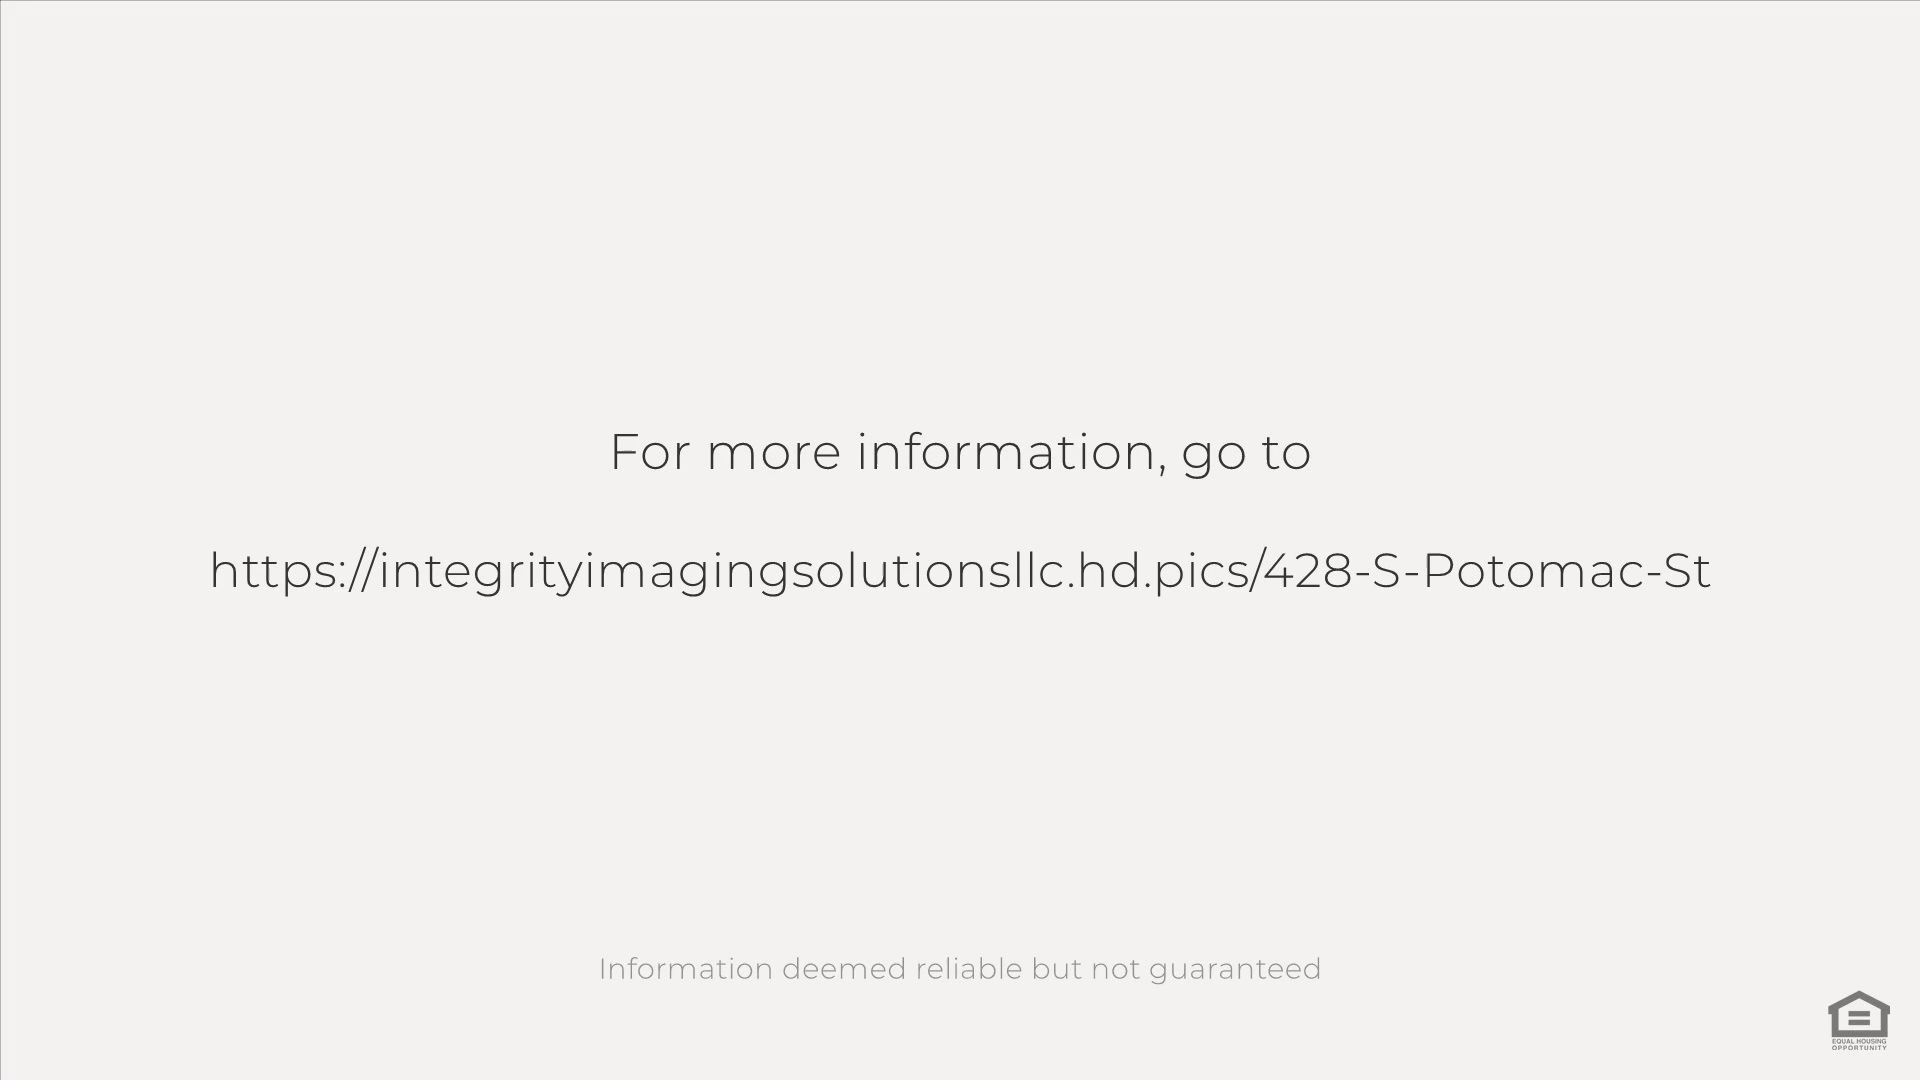 For more information, go to
https://integrityimagingsolutionsllc.hd.pics/428-S-Potomac-St
Information deemed reliable but not guaranteed
EQUAL HOUSING
OPPORTUNITY